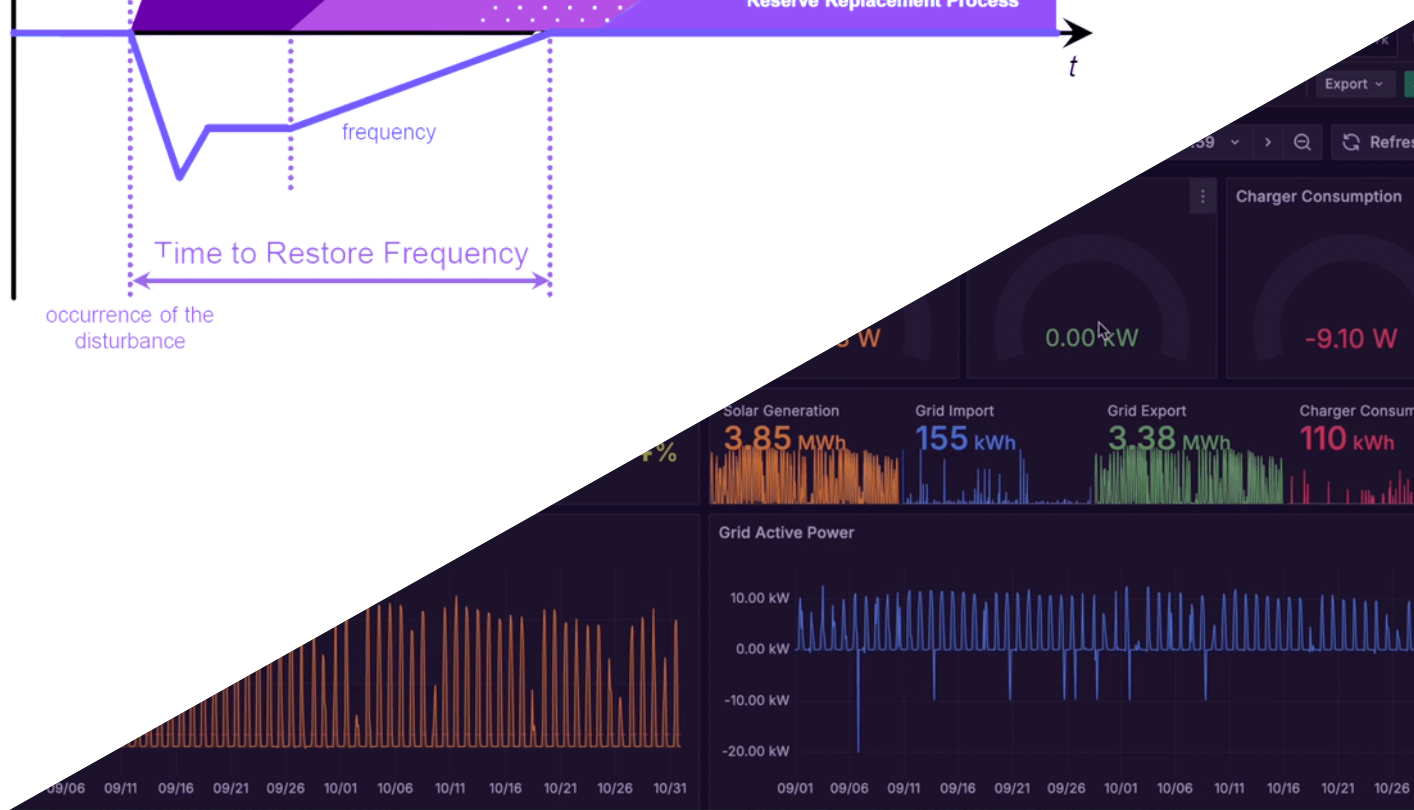 Reserve Replacement Process
t
frequency
Time to Restore Frequency
occurrence of the
disturbance
Export
:59
Refres
Charger Consumption
W
0.00 kW
-9.10 W
Solar Generation
3.85 MWh
Grid Import
155 kWh
Grid Export
3.38 MWh
Charger Consum
110 kWh
%
Grid Active Power
10.00 kW
0.00 kW
-10.00 kW
-20.00 kW
09/06 09/11 09/16 09/21 09/26 10/01 10/06 10/11 10/16 10/21 10/26 10/31
09/01 09/06 09/11 09/16 09/21 09/26 10/01 10/06 10/11 10/16 10/21 10/26